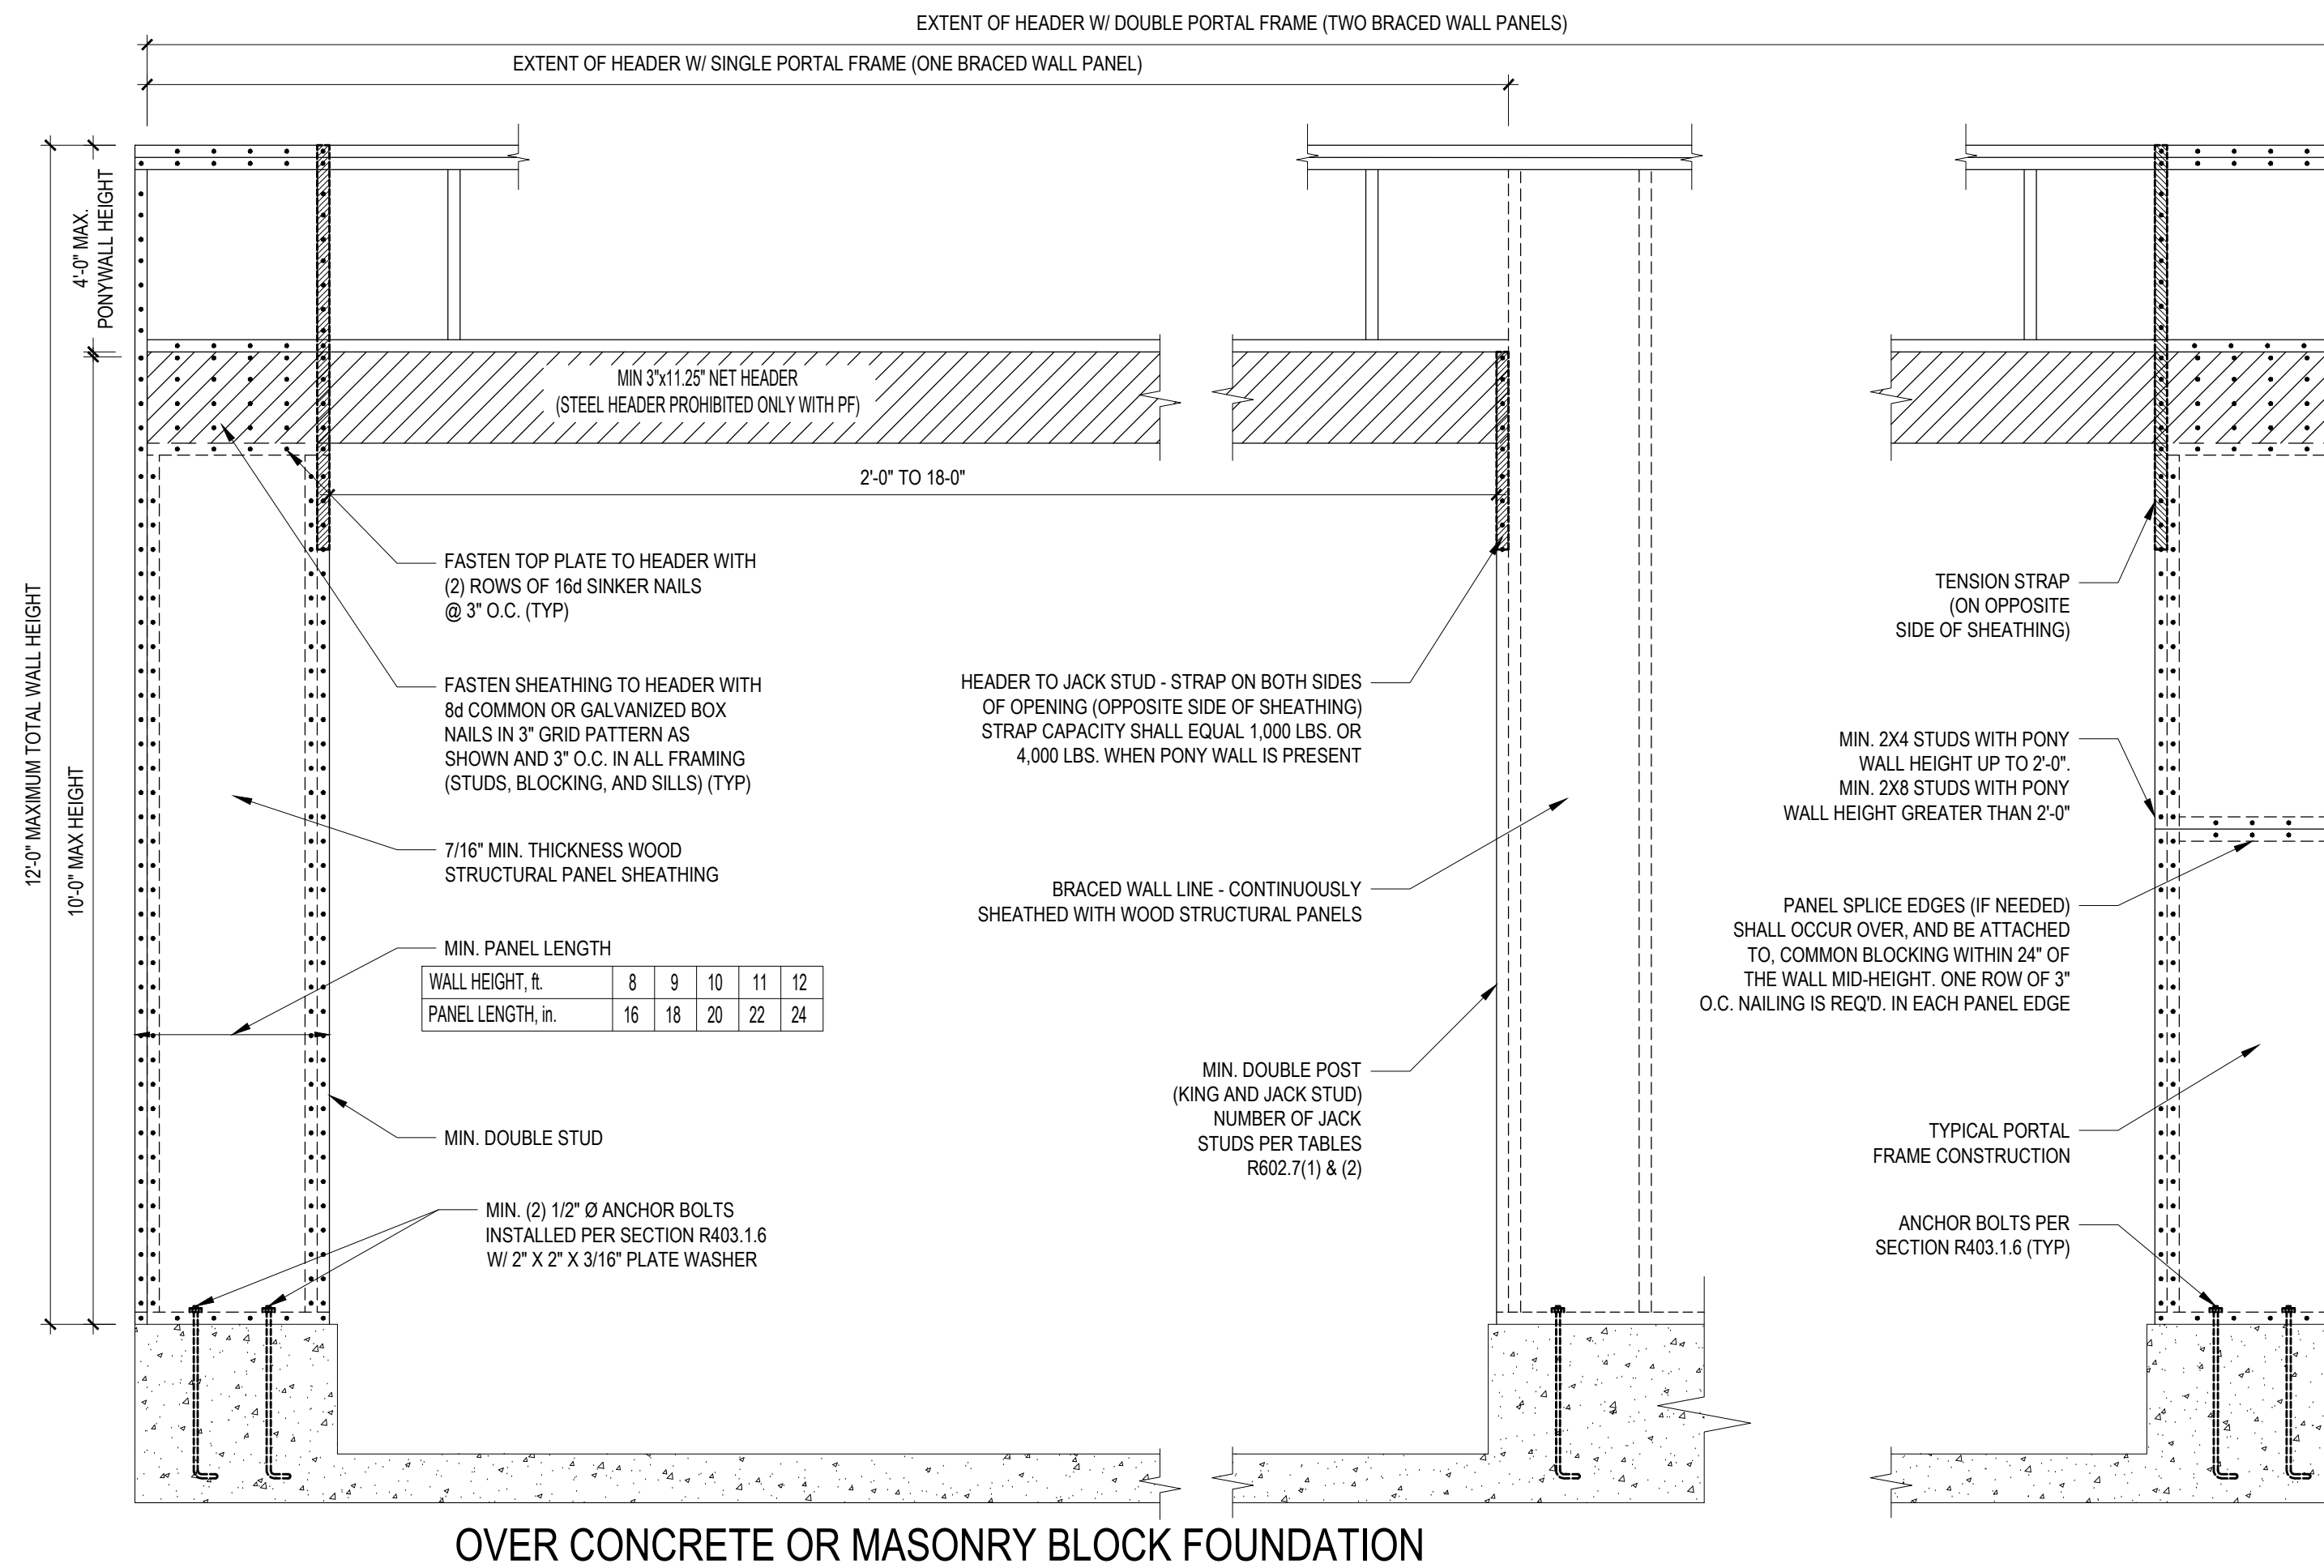 EXTENT OF HEADER W/ DOUBLE PORTAL FRAME (TWO BRACED WALL PANELS)
EXTENT OF HEADER W/ SINGLE PORTAL FRAME (ONE BRACED WALL PANEL)
4'-0" MAX.
PONYWALL HEIGHT
12'-0" MAXIMUM TOTAL WALL HEIGHT
10'-0" MAX HEIGHT
MIN 3"x11.25" NET HEADER
(STEEL HEADER PROHIBITED ONLY WITH PF)
2'-0" TO 18-0"
FASTEN TOP PLATE TO HEADER WITH
(2) ROWS OF 16d SINKER NAILS
@ 3" O.C. (TYP)
FASTEN SHEATHING TO HEADER WITH
8d COMMON OR GALVANIZED BOX
NAILS IN 3" GRID PATTERN AS
SHOWN AND 3" O.C. IN ALL FRAMING
(STUDS, BLOCKING, AND SILLS) (TYP)
7/16" MIN. THICKNESS WOOD
STRUCTURAL PANEL SHEATHING
MIN. PANEL LENGTH
WALL HEIGHT, ft. 8 9 10 11 12
PANEL LENGTH, in. 16 18 20 22 24
MIN. DOUBLE STUD
MIN. (2) 1/2" Ø ANCHOR BOLTS
INSTALLED PER SECTION R403.1.6
W/ 2" X 2" X 3/16" PLATE WASHER
HEADER TO JACK STUD - STRAP ON BOTH SIDES
OF OPENING (OPPOSITE SIDE OF SHEATHING)
STRAP CAPACITY SHALL EQUAL 1,000 LBS. OR
4,000 LBS. WHEN PONY WALL IS PRESENT
BRACED WALL LINE - CONTINUOUSLY
SHEATHED WITH WOOD STRUCTURAL PANELS
MIN. DOUBLE POST
(KING AND JACK STUD)
NUMBER OF JACK
STUDS PER TABLES
R602.7(1) & (2)
TENSION STRAP
(ON OPPOSITE
SIDE OF SHEATHING)
MIN. 2X4 STUDS WITH PONY
WALL HEIGHT UP TO 2'-0".
MIN. 2X8 STUDS WITH PONY
WALL HEIGHT GREATER THAN 2'-0"
PANEL SPLICE EDGES (IF NEEDED)
SHALL OCCUR OVER, AND BE ATTACHED
TO, COMMON BLOCKING WITHIN 24" OF
THE WALL MID-HEIGHT. ONE ROW OF 3"
O.C. NAILING IS REQ'D. IN EACH PANEL EDGE
TYPICAL PORTAL
FRAME CONSTRUCTION
ANCHOR BOLTS PER
SECTION R403.1.6 (TYP)
OVER CONCRETE OR MASONRY BLOCK FOUNDATION